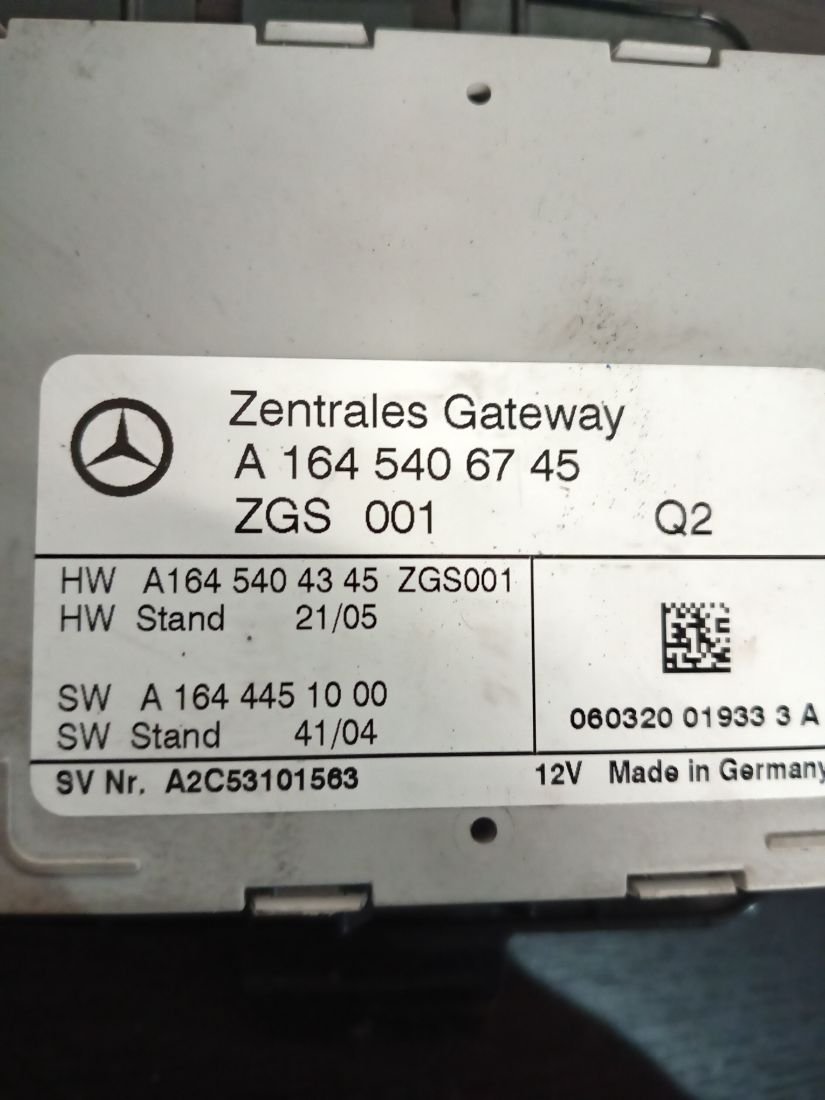 Zentrales Gateway
A 164 540 67 45
ZGS 001 Q2
HW A164 540 43 45 ZGS001
HW Stand 21/05
SW A 164 445 10 00
SW Stand 41/04
060320 01933 3 A
SV Nr. A2C53101563
12V Made in Germany